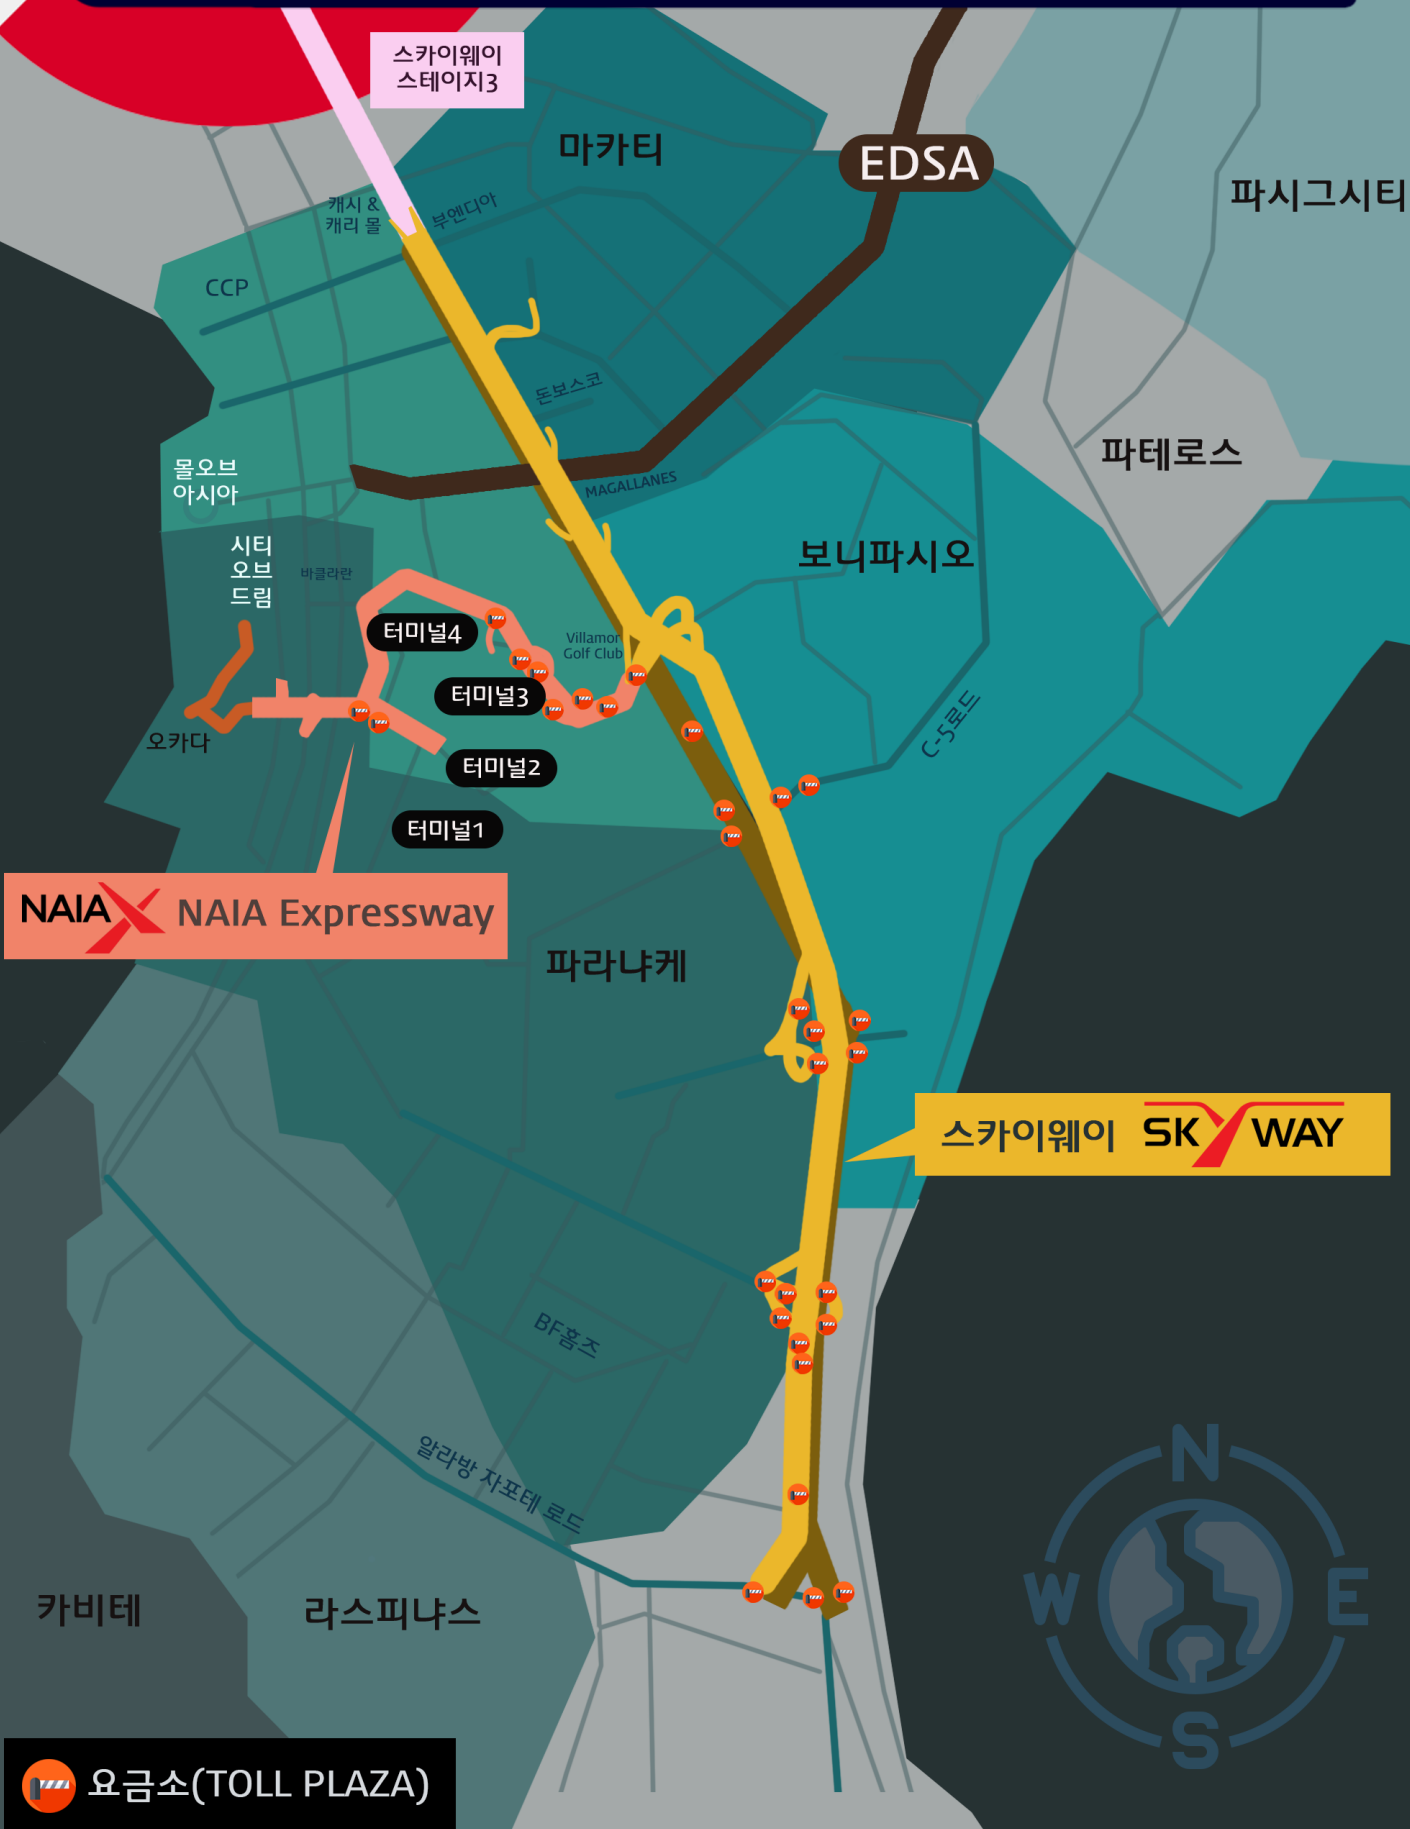 스카이웨이
스테이지3
마카티
EDSA
파시그시티
캐시 &
캐리 몰
부엔디아
CCP
돈보스코
몰오브
아시아
MAGALLANES
파테로스
시티
오브
드림
바클라란
보니파시오
터미널4
Villamor
Golf Club
터미널3
오카다
C-5로드
터미널2
터미널1
NAIAX NAIA Expressway
파라냐케
스카이웨이 SKYWAY
BF홈즈
알라방 자포테 로드
카비테
라스피냐스
N
W
E
S
요금소(TOLL PLAZA)